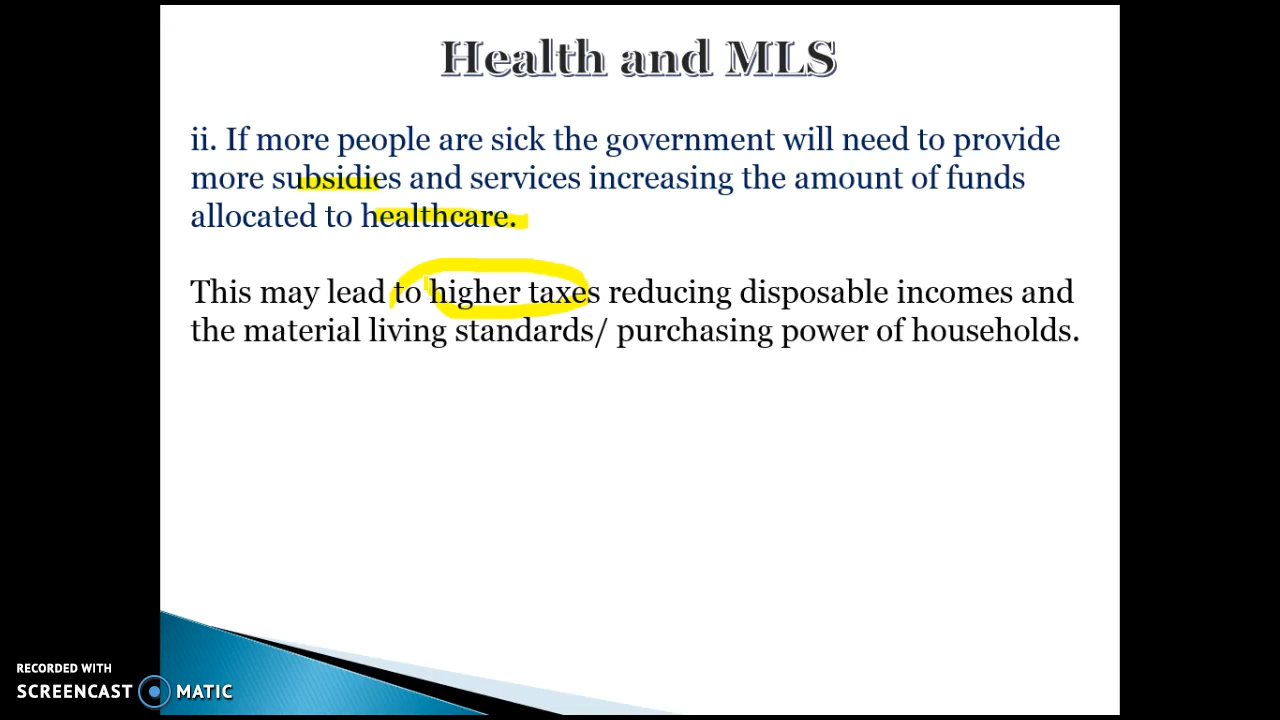 Health and MLS
ii. If more people are sick the government will need to provide
more subsidies and services increasing the amount of funds
allocated to healthcare.
This may lead to higher taxes reducing disposable incomes and
the material living standards/ purchasing power of households.
RECORDED WITH
SCREENCAST MATIC